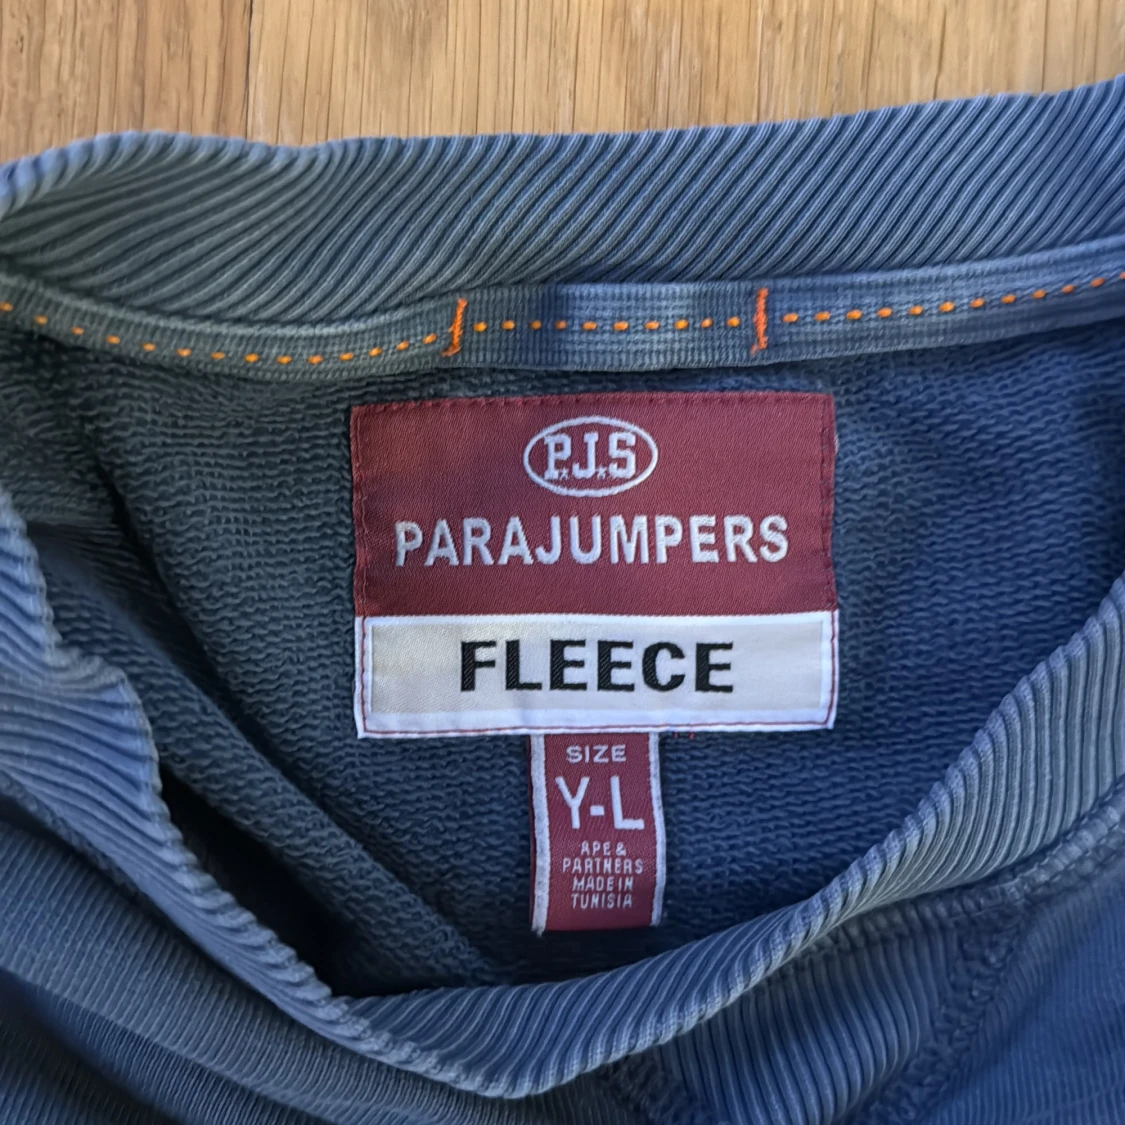 P.J.S
PARAJUMPERS
FLEECE
SIZE
Y-L
APE &
PARTNERS
MADE IN
TUNISIA